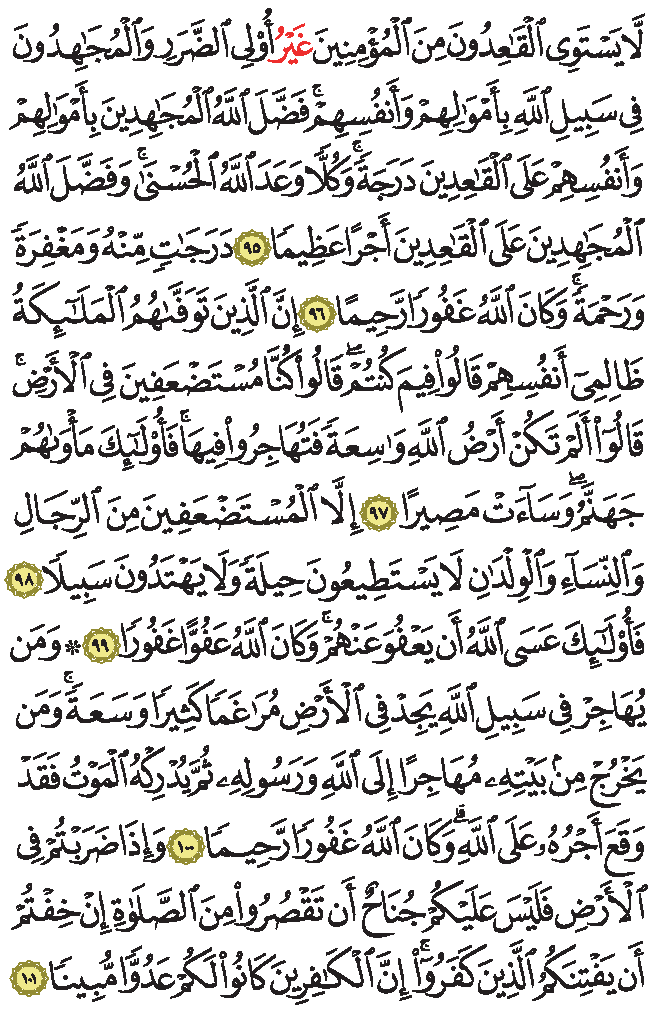 لَّا يَسْتَوِى ٱلْقَـٰعِدُونَ مِنَ ٱلْمُؤْمِنِينَ غَيْرُ أُو۟لِى ٱلضَّرَرِ وَٱلْمُجَـٰهِدُونَ
فِى سَبِيلِ ٱللَّهِ بِأَمْوَٰلِهِمْ وَأَنفُسِهِمْ ۚ فَضَّلَ ٱللَّهُ ٱلْمُجَـٰهِدِينَ بِأَمْوَٰلِهِمْ
وَأَنفُسِهِمْ عَلَى ٱلْقَـٰعِدِينَ دَرَجَةً ۚ وَكُلًّا وَعَدَ ٱللَّهُ ٱلْحُسْنَىٰ ۚ وَفَضَّلَ ٱللَّهُ
ٱلْمُجَـٰهِدِينَ عَلَى ٱلْقَـٰعِدِينَ أَجْرًا عَظِيمًا ٩٥ دَرَجَـٰتٍ مِّنْهُ وَمَغْفِرَةً
وَرَحْمَةً ۚ وَكَانَ ٱللَّهُ غَفُورًا رَّحِيمًا ٩٦ إِنَّ ٱلَّذِينَ تَوَفَّىٰهُمُ ٱلْمَلَـٰٓئِكَةُ
ظَالِمِىٓ أَنفُسِهِمْ قَالُوا۟ فِيمَ كُنتُمْ ۖ قَالُوا۟ كُنَّا مُسْتَضْعَفِينَ فِى ٱلْأَرْضِ ۚ
قَالُوٓا۟ أَلَمْ تَكُنْ أَرْضُ ٱللَّهِ وَٰسِعَةً فَتُهَاجِرُوا۟ فِيهَا ۚ فَأُو۟لَـٰٓئِكَ مَأْوَىٰهُمْ
جَهَنَّمُ ۖ وَسَآءَتْ مَصِيرًا ٩٧ إِلَّا ٱلْمُسْتَضْعَفِينَ مِنَ ٱلرِّجَالِ
وَٱلنِّسَآءِ وَٱلْوِلْدَٰنِ لَا يَسْتَطِيعُونَ حِيلَةً وَلَا يَهْتَدُونَ سَبِيلًا ٩٨
فَأُو۟لَـٰٓئِكَ عَسَى ٱللَّهُ أَن يَعْفُوَ عَنْهُمْ ۚ وَكَانَ ٱللَّهُ عَفُوًّا غَفُورًا ٩٩ ۞ وَمَن
يُهَاجِرْ فِى سَبِيلِ ٱللَّهِ يَجِدْ فِى ٱلْأَرْضِ مُرَٰغَمًا كَثِيرًا وَسَعَةً ۚ وَمَن
يَخْرُجْ مِنۢ بَيْتِهِۦ مُهَاجِرًا إِلَى ٱللَّهِ وَرَسُولِهِۦ ثُمَّ يُدْرِكْهُ ٱلْمَوْتُ فَقَدْ
وَقَعَ أَجْرُهُۥ عَلَى ٱللَّهِ ۗ وَكَانَ ٱللَّهُ غَفُورًا رَّحِيمًا ١٠٠ وَإِذَا ضَرَبْتُمْ فِى
ٱلْأَرْضِ فَلَيْسَ عَلَيْكُمْ جُنَاحٌ أَن تَقْصُرُوا۟ مِنَ ٱلصَّلَوٰةِ إِنْ خِفْتُمْ
أَن يَفْتِنَكُمُ ٱلَّذِينَ كَفَرُوٓا۟ ۚ إِنَّ ٱلْكَـٰفِرِينَ كَانُوا۟ لَكُمْ عَدُوًّا مُّبِينًا ١٠١